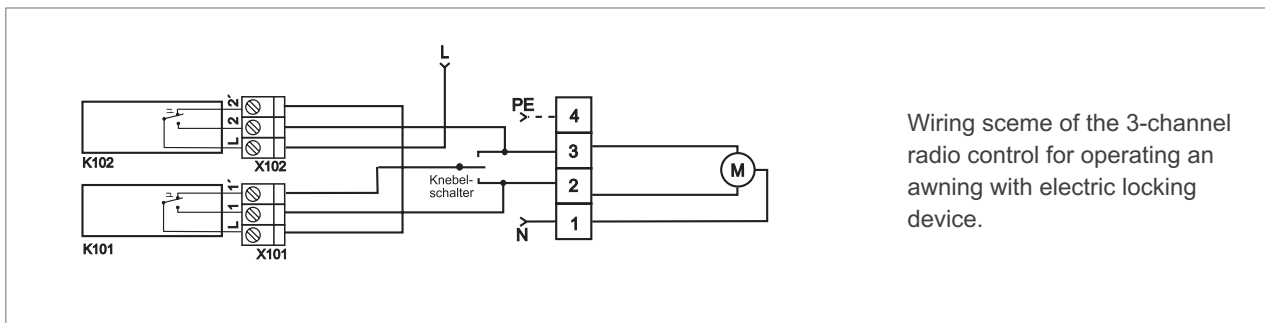 L
2´
2
L
K102
X102
PE
4
3
2
1
N
Knebel-
schalter
M
1´
1
L
K101
X101
Wiring sceme of the 3-channel
radio control for operating an
awning with electric locking
device.